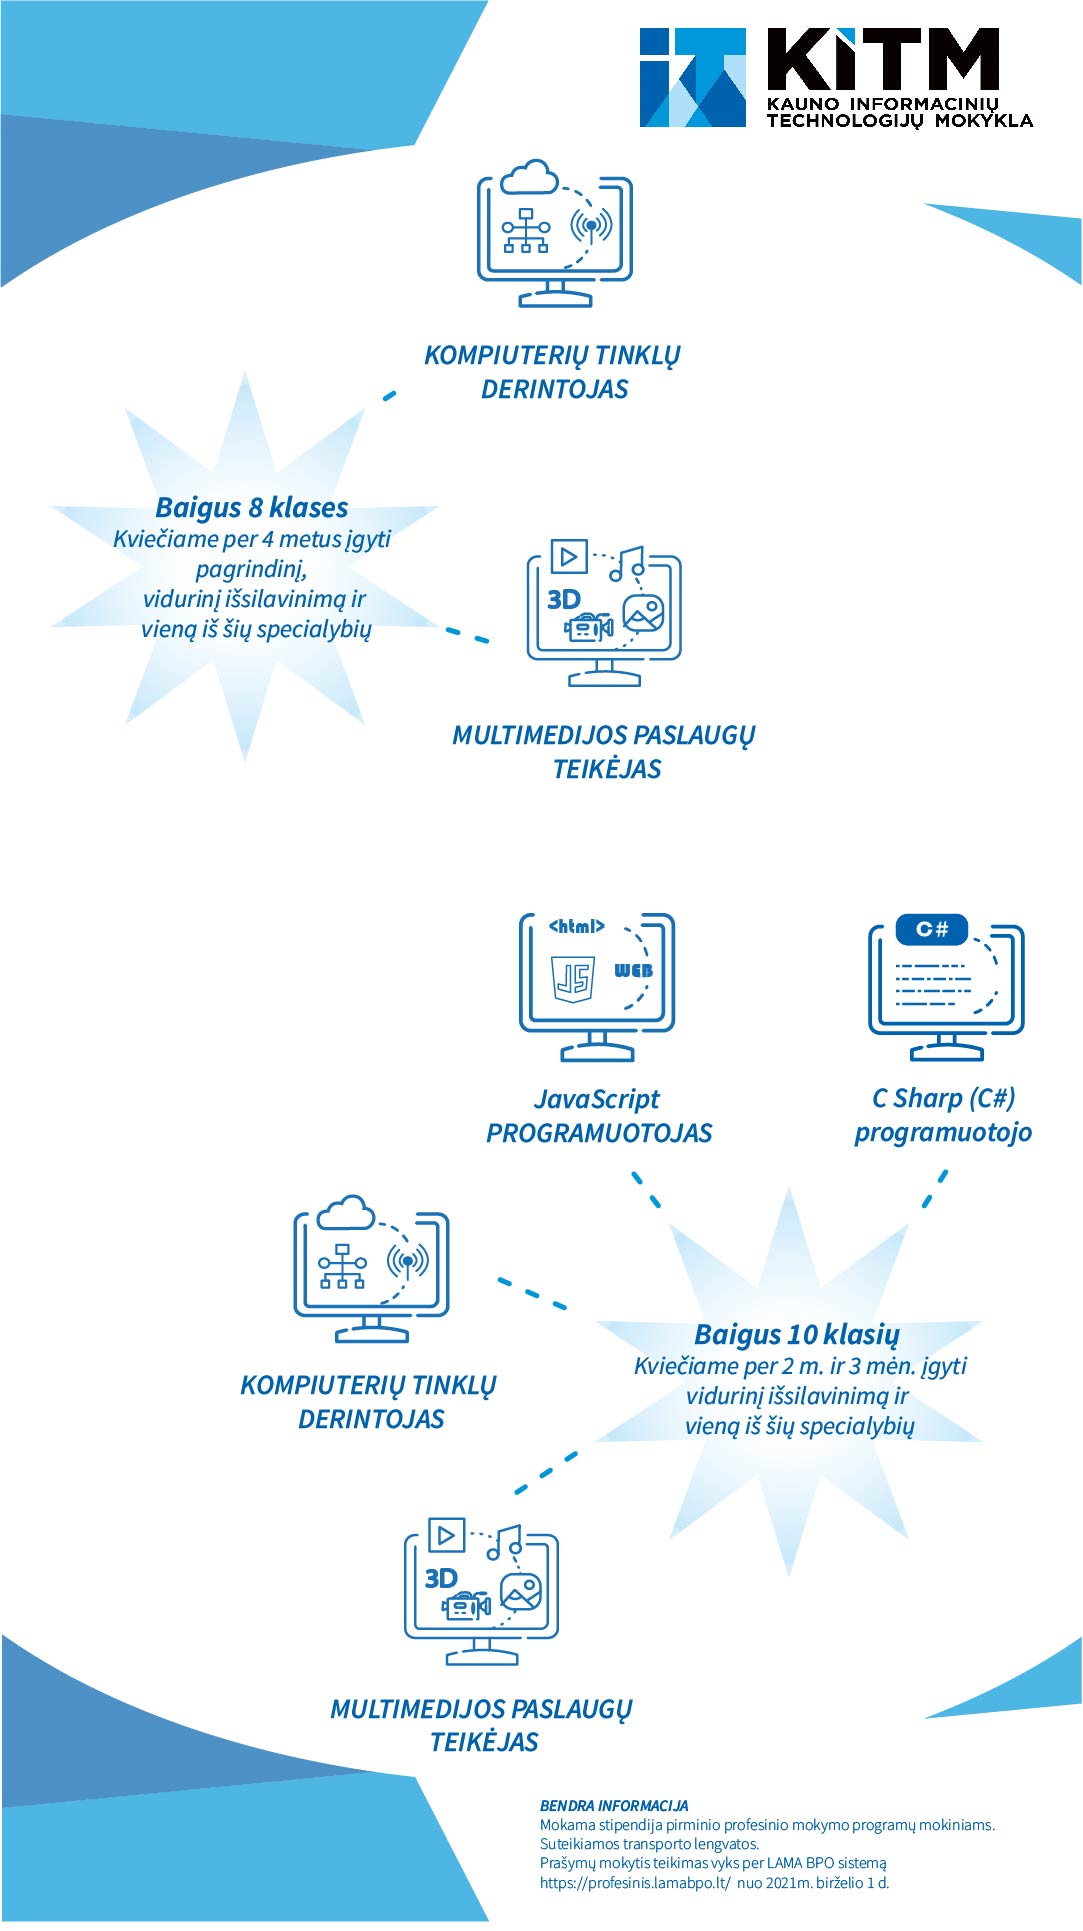 iT KiTM
KAUNO INFORMACINIŲ
TECHNOLOGIJŲ MOKYKLA
KOMPIUTERIŲ TINKLŲ
DERINTOJAS
Baigus 8 klases
Kviečiame per 4 metus įgyti
pagrindinį,
vidurinį išsilavinimą ir
vieną iš šių specialybių
3D
MULTIMEDIJOS PASLAUGŲ
TEIKĖJAS
<html>
JS WEB
JavaScript
PROGRAMUOTOJAS
C#
C Sharp (C#)
programuotojo
KOMPIUTERIŲ TINKLŲ
DERINTOJAS
Baigus 10 klasių
Kviečiame per 2 m. ir 3 mėn. įgyti
vidurinį išsilavinimą ir
vieną iš šių specialybių
3D
MULTIMEDIJOS PASLAUGŲ
TEIKĖJAS
BENDRA INFORMACIJA
Mokama stipendija pirminio profesinio mokymo programų mokiniams.
Suteikiamos transporto lengvatos.
Prašymų mokytis teikimas vyks per LAMA BPO sistemą
https://profesinis.lamabpo.lt/ nuo 2021m. birželio 1 d.